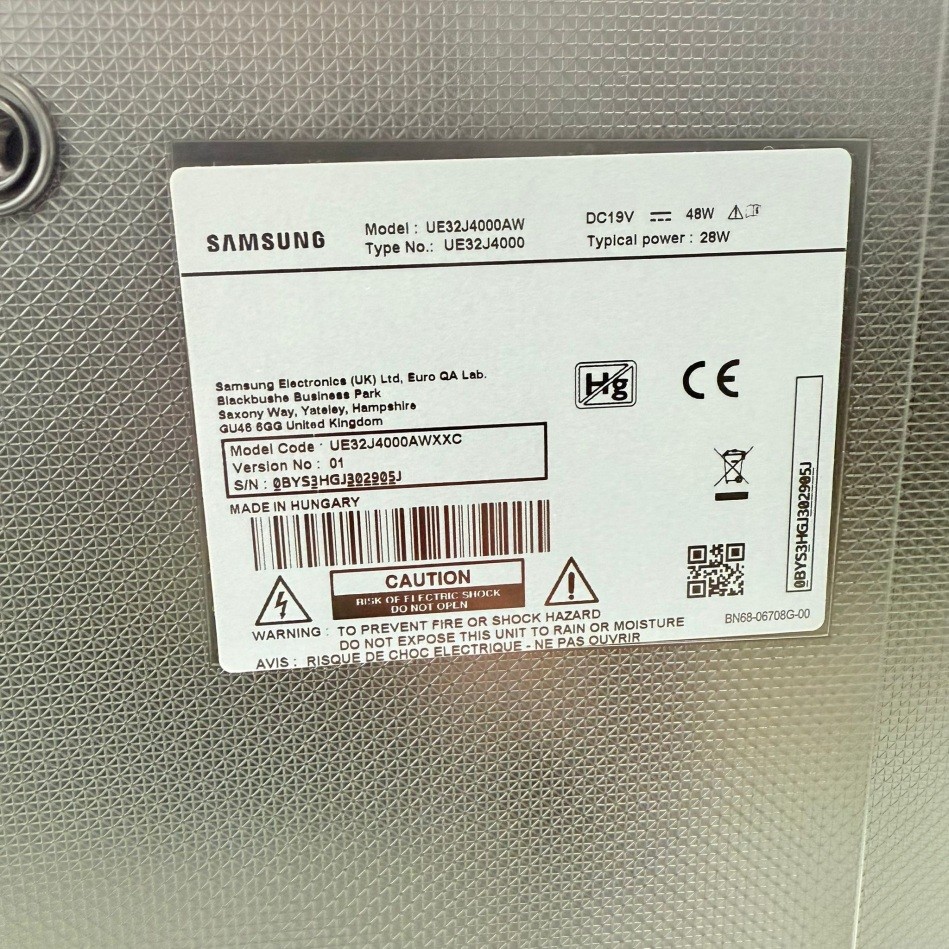 SAMSUNG
Model : UE32J4000AW
Type No.: UE32J4000
DC19V 48W
Typical power : 28W
Samsung Electronics (UK) Ltd, Euro QA Lab.
Blackbushe Business Park
Saxony Way, Yateley, Hampshire
GU46 6GG United Kingdom
Hg
CE
Model Code : UE32J4000AWXXC
Version No : 01
S/N : 0BYS3HGJ302905J
MADE IN HUNGARY
0BYS3HGJ302905J
CAUTION
RISK OF ELECTRIC SHOCK
DO NOT OPEN
WARNING : TO PREVENT FIRE OR SHOCK HAZARD
DO NOT EXPOSE THIS UNIT TO RAIN OR MOISTURE
AVIS : RISQUE DE CHOC ELECTRIQUE - NE PAS OUVRIR
BN68-06708G-00